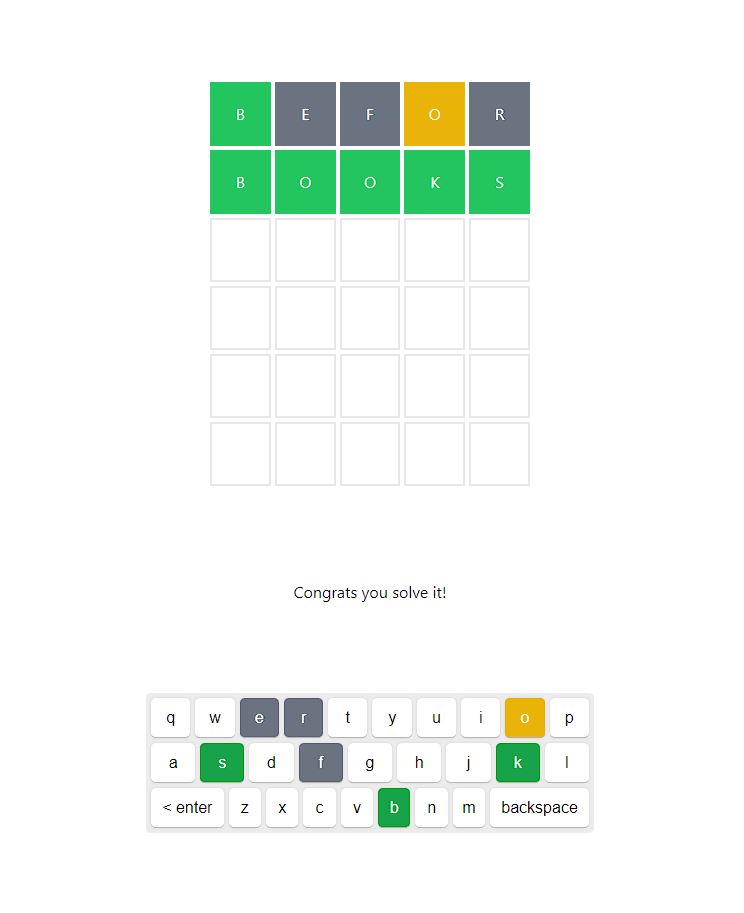 B E F O R
B O O K S
Congrats you solve it!
q w e r t y u i o p
a s d f g h j k l
< enter z x c v b n m backspace